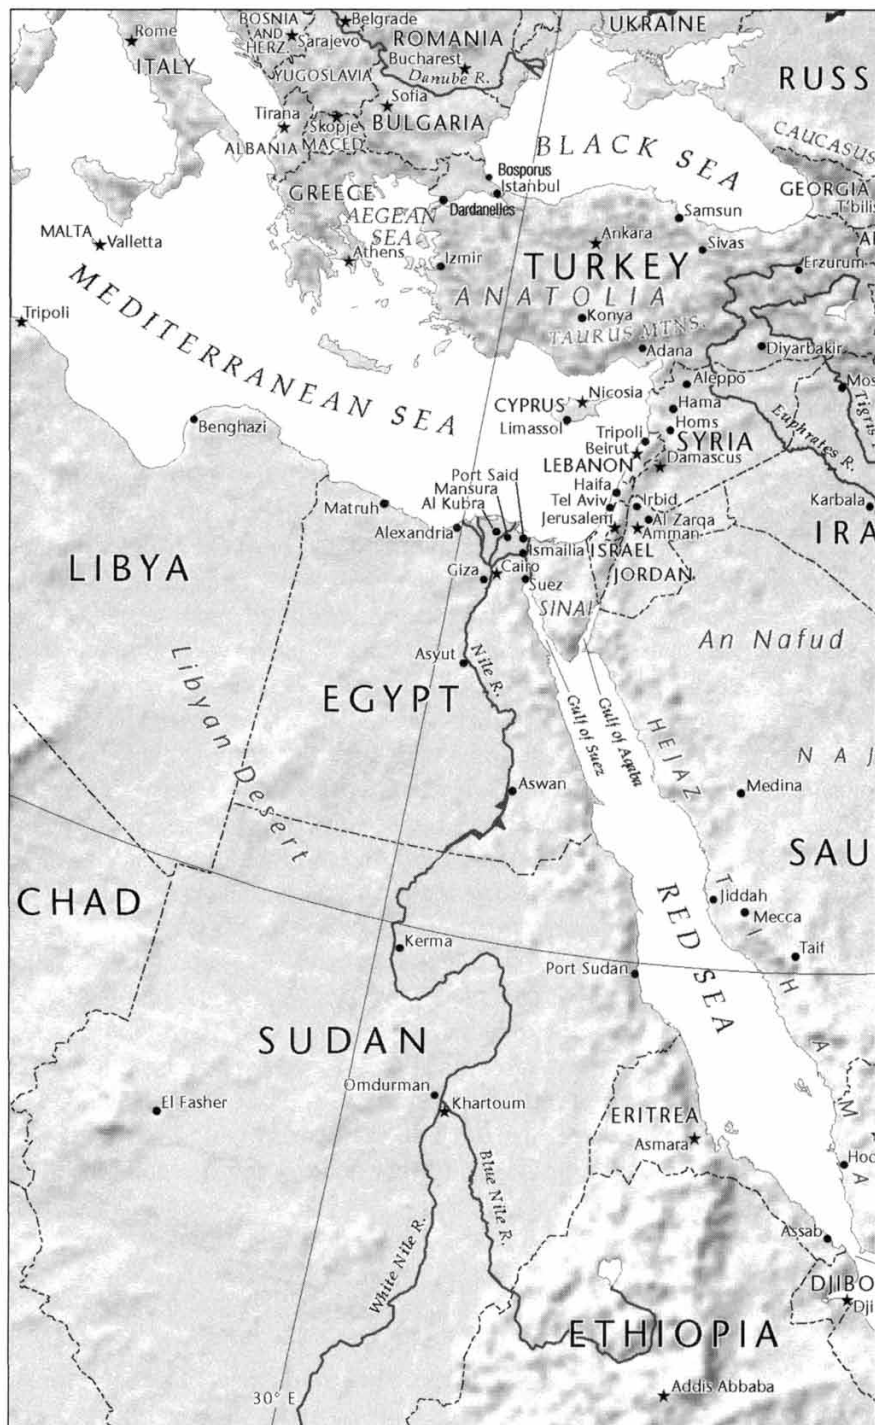 BOSNIA
AND
HERZ.
Belgrade
Rome
Sarajevo
ROMANIA
Bucharest
Danube R.
UKRAINE
ITALY
YUGOSLAVIA
RUSS
Sofia
BULGARIA
Tirana
Skopje
ALBANIA
MACED.
BLACK SEA
CAUCASUS
Bosporus
Istanbul
GREECE
AEGEAN
SEA
Dardanelles
GEORGIA
T'bilis
Samsun
MALTA
Valletta
Athens
Izmir
Ankara
Sivas
Erzurum
TURKEY
ANATOLIA
MEDITERRANEAN SEA
Tripoli
Konya
TAURUS MTNS.
Adana
Diyarbakir
Aleppo
Mos
Nicosia
CYPRUS
Limassol
Hama
Homs
Tigris
Euphrates R.
Benghazi
Tripoli
SYRIA
Beirut
Damascus
LEBANON
Port Said
Mansura
Al Kubra
Haifa
Tel Aviv
Irbid
Karbala
Matruh
Jerusalem
Al Zarqa
Amman
Alexandria
IRA
Ismailia
ISRAEL
LIBYA
Giza
Cairo
Suez
JORDAN
SINAI
An Nafud
Libyan Desert
Asyut
Nile R.
EGYPT
Gulf of Suez
Gulf of Aqaba
HEJAZ
NAJ
Aswan
Medina
SAU
CHAD
RED SEA
TIHAMA
Jiddah
Mecca
Taif
Kerma
Port Sudan
SUDAN
Omdurman
Khartoum
El Fasher
ERITREA
Asmara
Hod
Blue Nile R.
White Nile R.
Assab
DJIBO
Dji
ETHIOPIA
Addis Abbaba
30° E